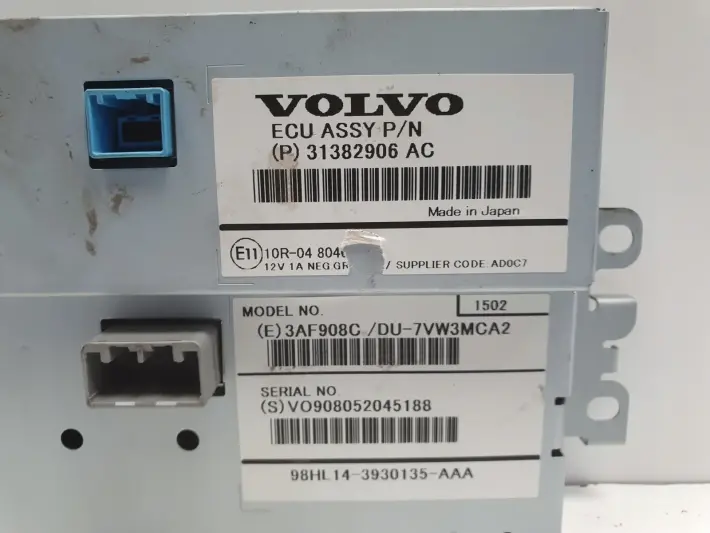 VOLVO
ECU ASSY P/N
(P) 31382906 AC
Made in Japan
E11 10R-04
12V 1A NEG / SUPPLIER CODE: AD0C7
MODEL NO. 1502
(E) 3AF908C /DU-7VW3MCA2
SERIAL NO.
(S) VO908052045188
98HL14-3930135-AAA